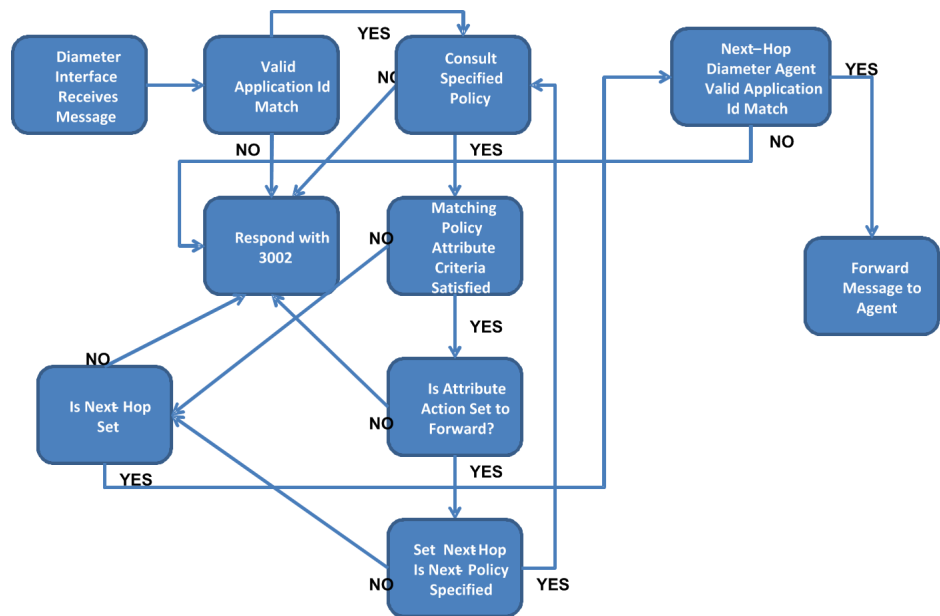 Diameter
Interface
Receives
Message
Valid
Application Id
Match
YES
NO
Consult
Specified
Policy
NO
YES
Next–Hop
Diameter Agent
Valid Application
Id Match
YES
NO
Respond with
3002
Matching
Policy
Attribute
Criteria
Satisfied
NO
YES
Forward
Message to
Agent
Is Next-Hop
Set
NO
YES
Is Attribute
Action Set to
Forward?
NO
YES
Set Next-Hop
Is Next-Policy
Specified
NO
YES